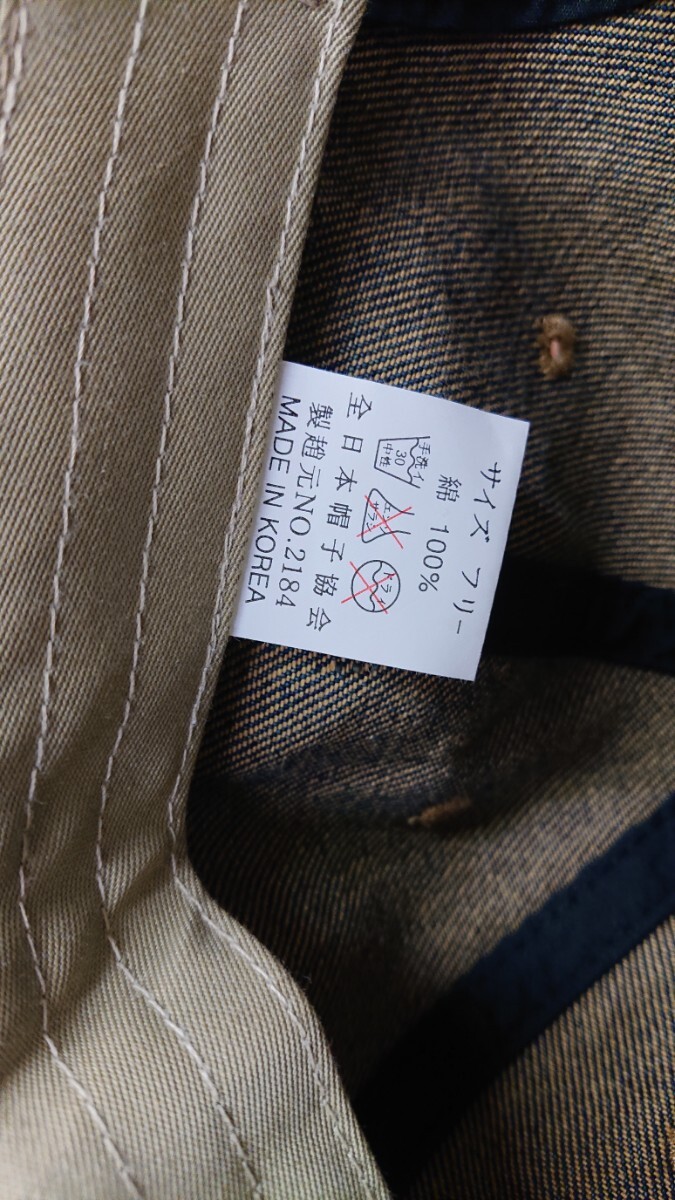 サイズ フリー
綿 100%
手洗イ 30 中性
エンソ サラシ
ドライ
全日本帽子協会
製趙元NO.2184
MADE IN KOREA